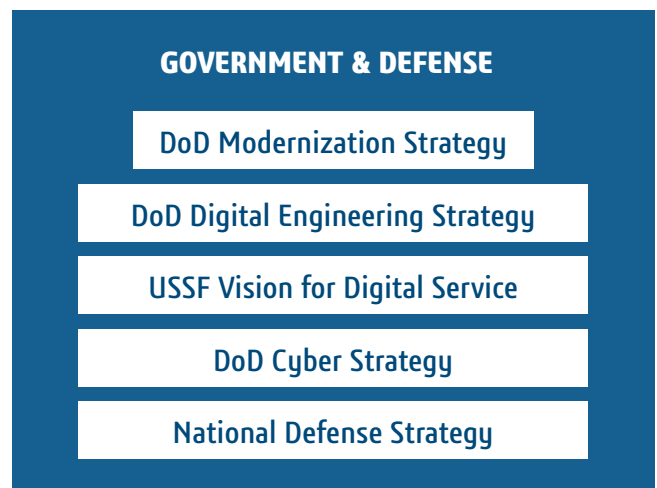 GOVERNMENT & DEFENSE
DoD Modernization Strategy
DoD Digital Engineering Strategy
USSF Vision for Digital Service
DoD Cyber Strategy
National Defense Strategy